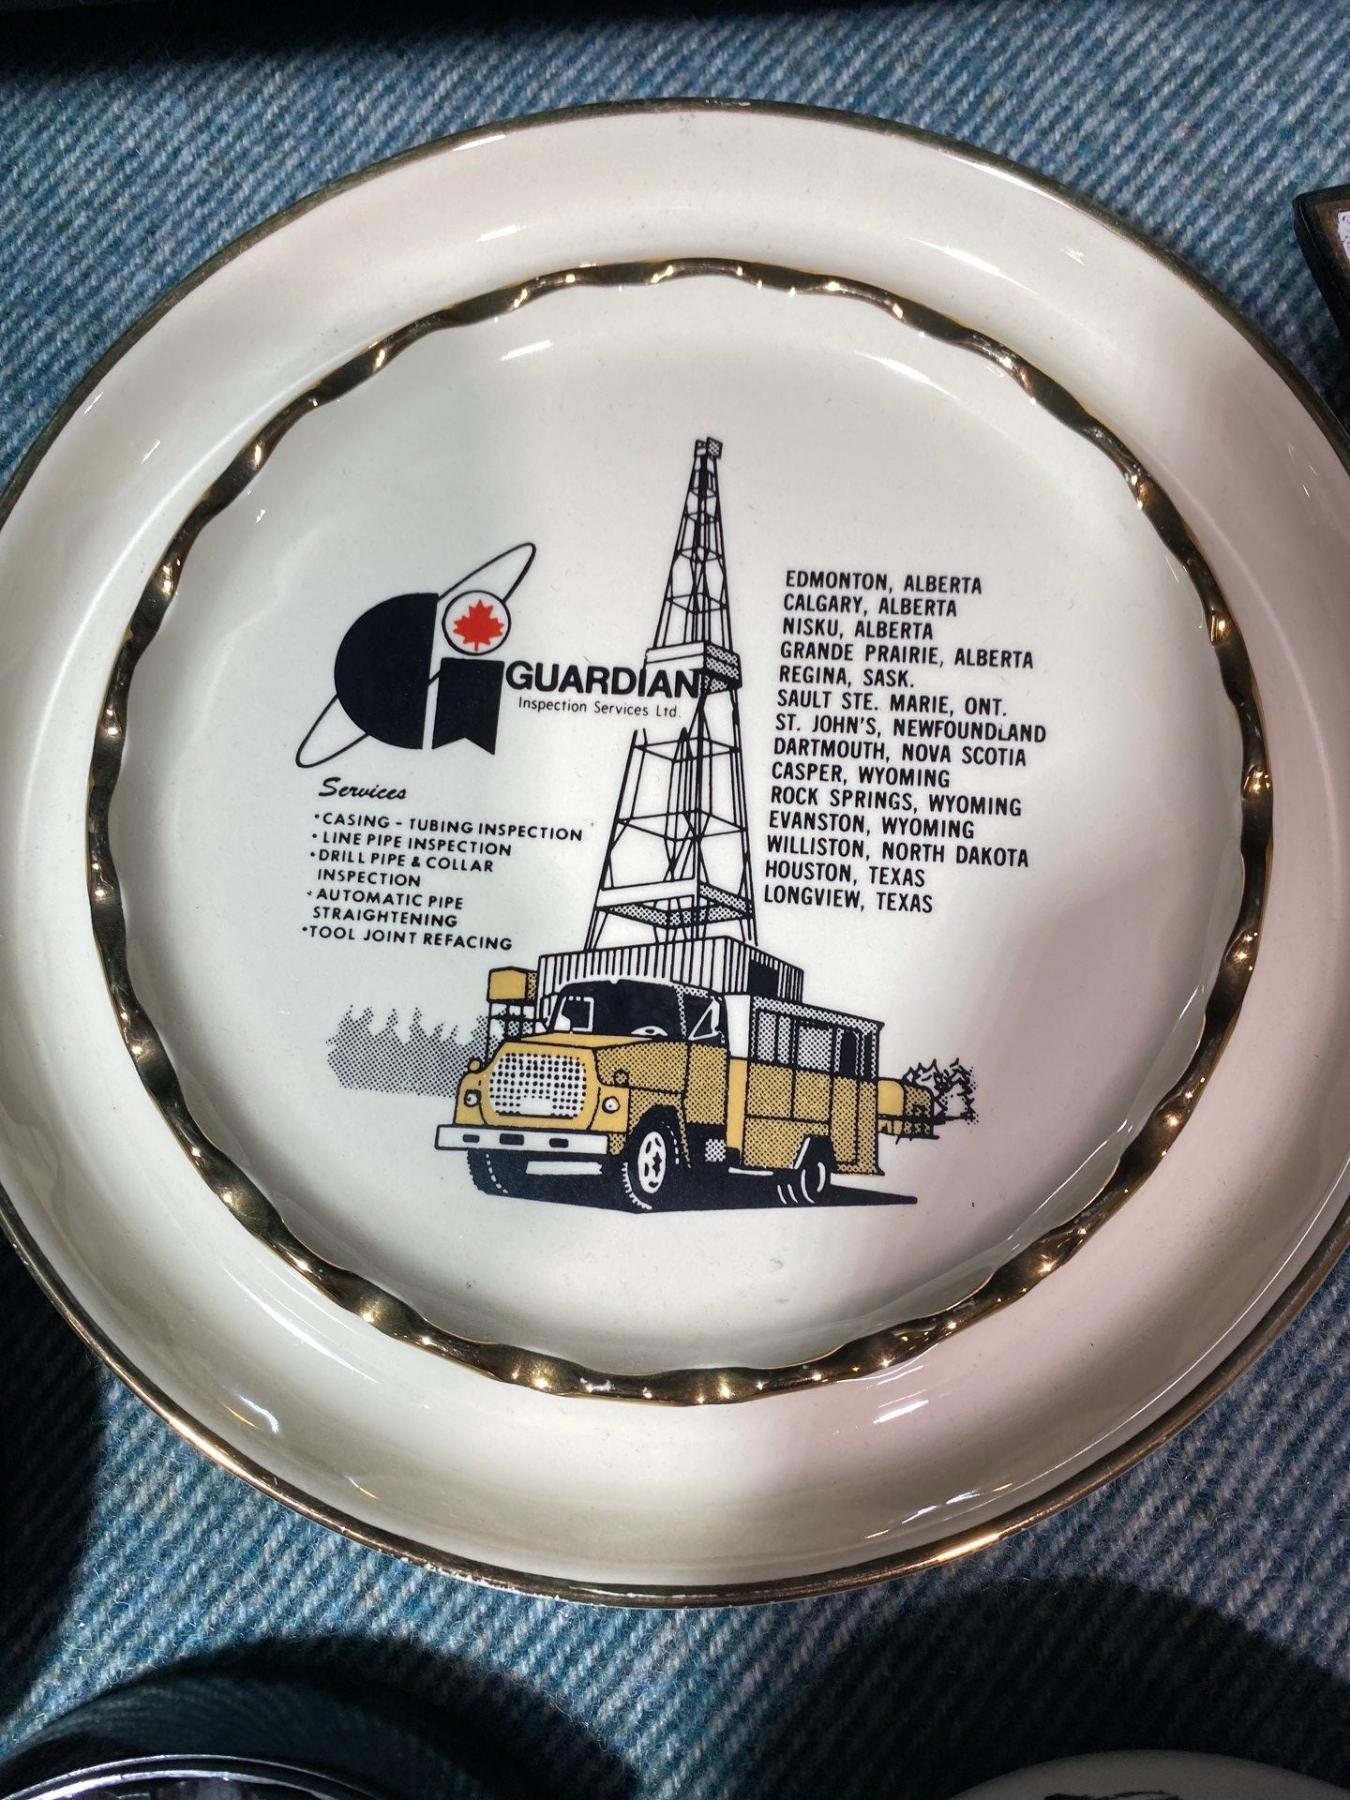 GUARDIAN
Inspection Services Ltd.
Services
•CASING - TUBING INSPECTION
•LINE PIPE INSPECTION
•DRILL PIPE & COLLAR
INSPECTION
•AUTOMATIC PIPE
STRAIGHTENING
•TOOL JOINT REFACING
EDMONTON, ALBERTA
CALGARY, ALBERTA
NISKU, ALBERTA
GRANDE PRAIRIE, ALBERTA
REGINA, SASK.
SAULT STE. MARIE, ONT.
ST. JOHN'S, NEWFOUNDLAND
DARTMOUTH, NOVA SCOTIA
CASPER, WYOMING
ROCK SPRINGS, WYOMING
EVANSTON, WYOMING
WILLISTON, NORTH DAKOTA
HOUSTON, TEXAS
LONGVIEW, TEXAS